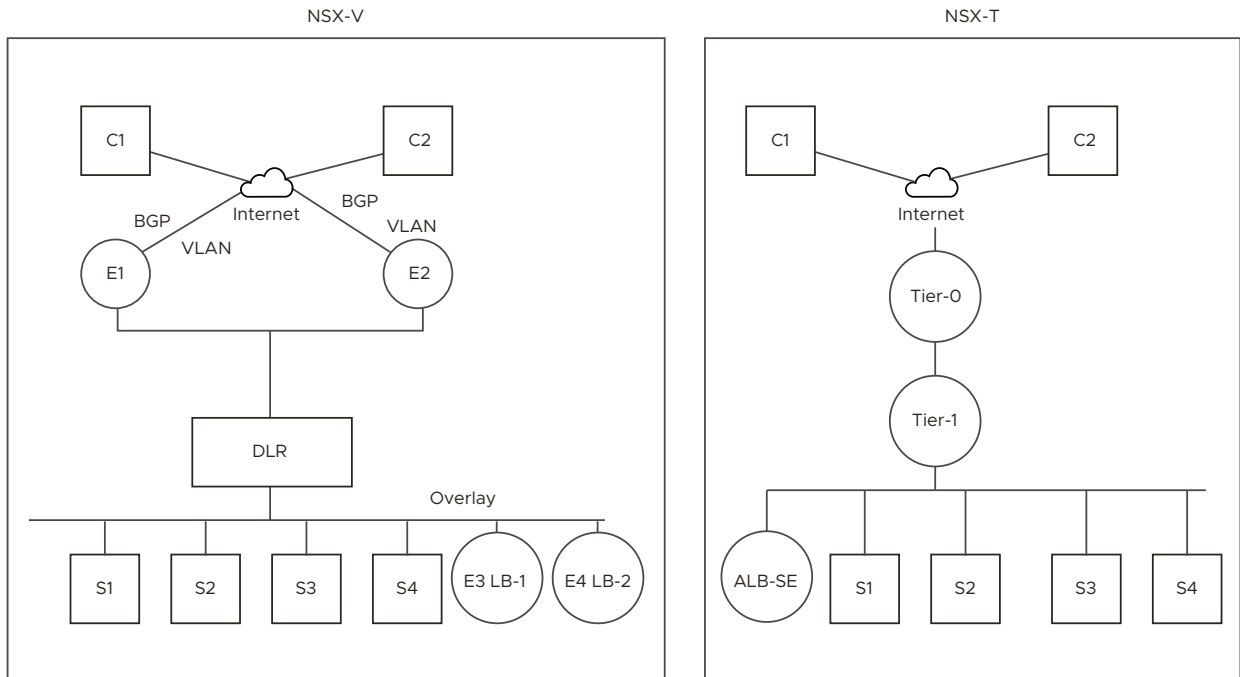 NSX-V
C1
C2
Internet
BGP
BGP
VLAN
VLAN
E1
E2
DLR
Overlay
S1
S2
S3
S4
E3 LB-1
E4 LB-2
NSX-T
C1
C2
Internet
Tier-0
Tier-1
ALB-SE
S1
S2
S3
S4